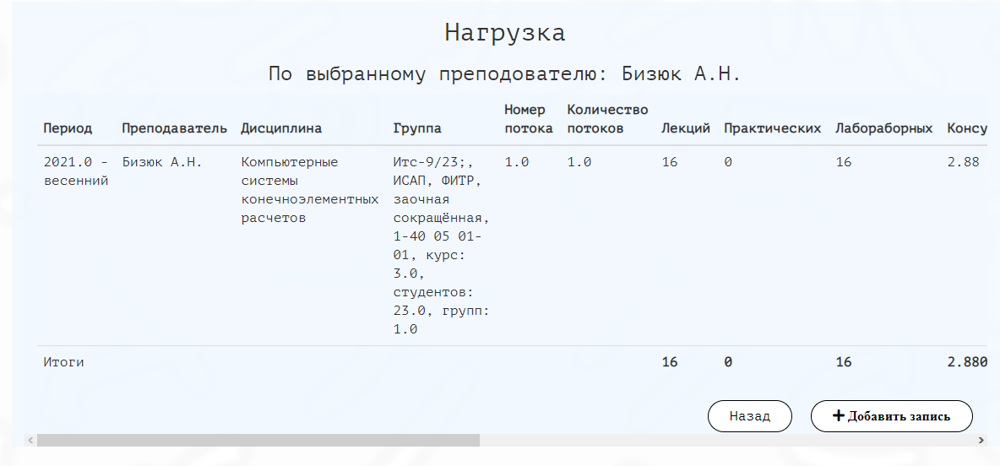 Нагрузка
По выбранному преподователю: Бизюк А.Н.
Номер Количество
Период Преподаватель Дисциплина Группа потока потоков Лекций Практических Лабораборных Консу
2021.0 - Бизюк А.Н. Компьютерные Итс-9/23;, 1.0 1.0 16 0 16 2.88
весенний системы ИСАП, ФИТР,
конечноэлементных заочная
расчетов сокращённая,
1-40 05 01-
01, курс:
3.0,
студентов:
23.0, групп:
1.0
Итоги 16 0 16 2.880
Назад + Добавить запись